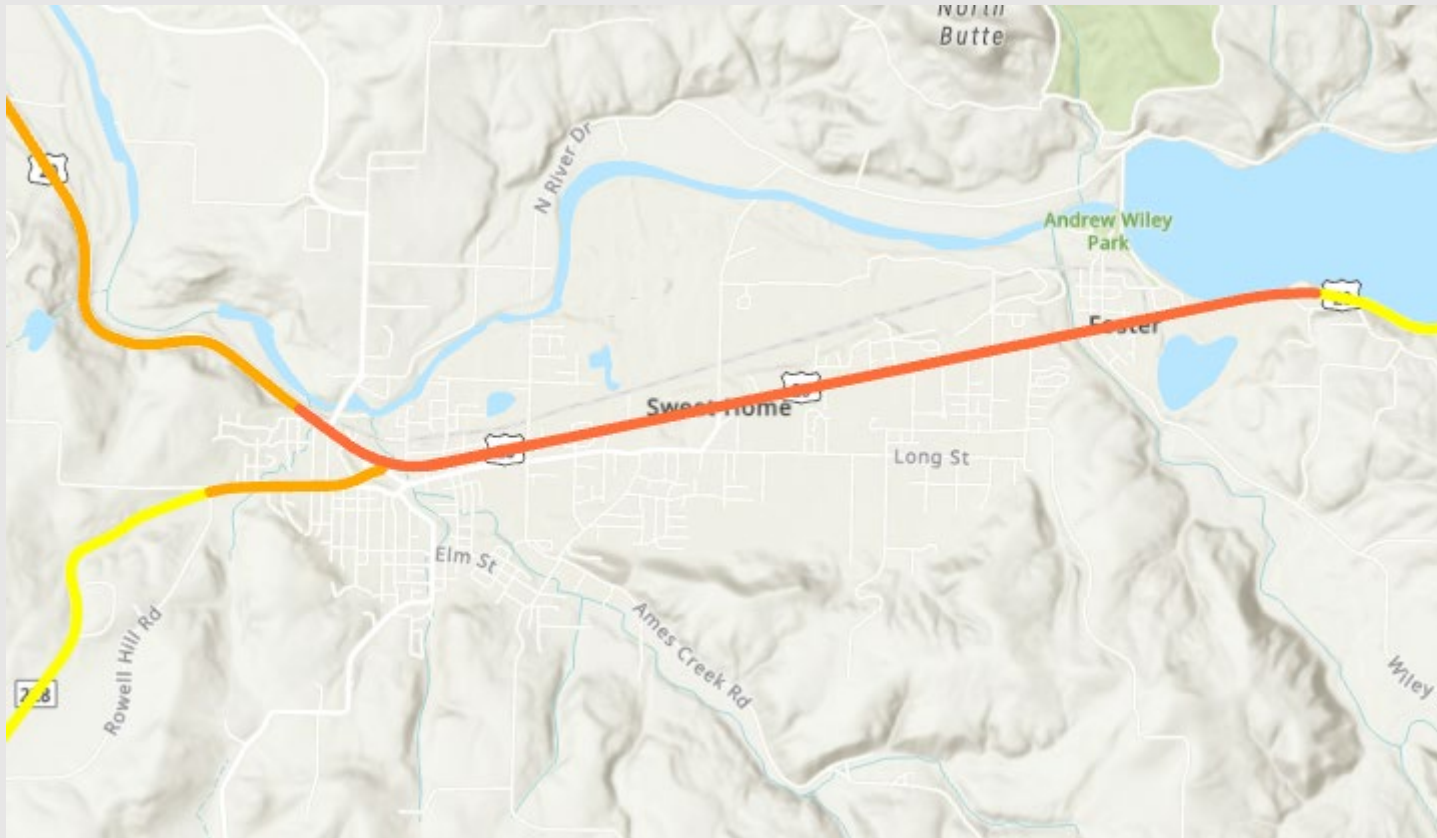 North
Butte
N River Dr
Andrew Wiley
Park
Foster
Sweet Home
Long St
Elm St
Ames Creek Rd
Rowell Hill Rd
Wiley